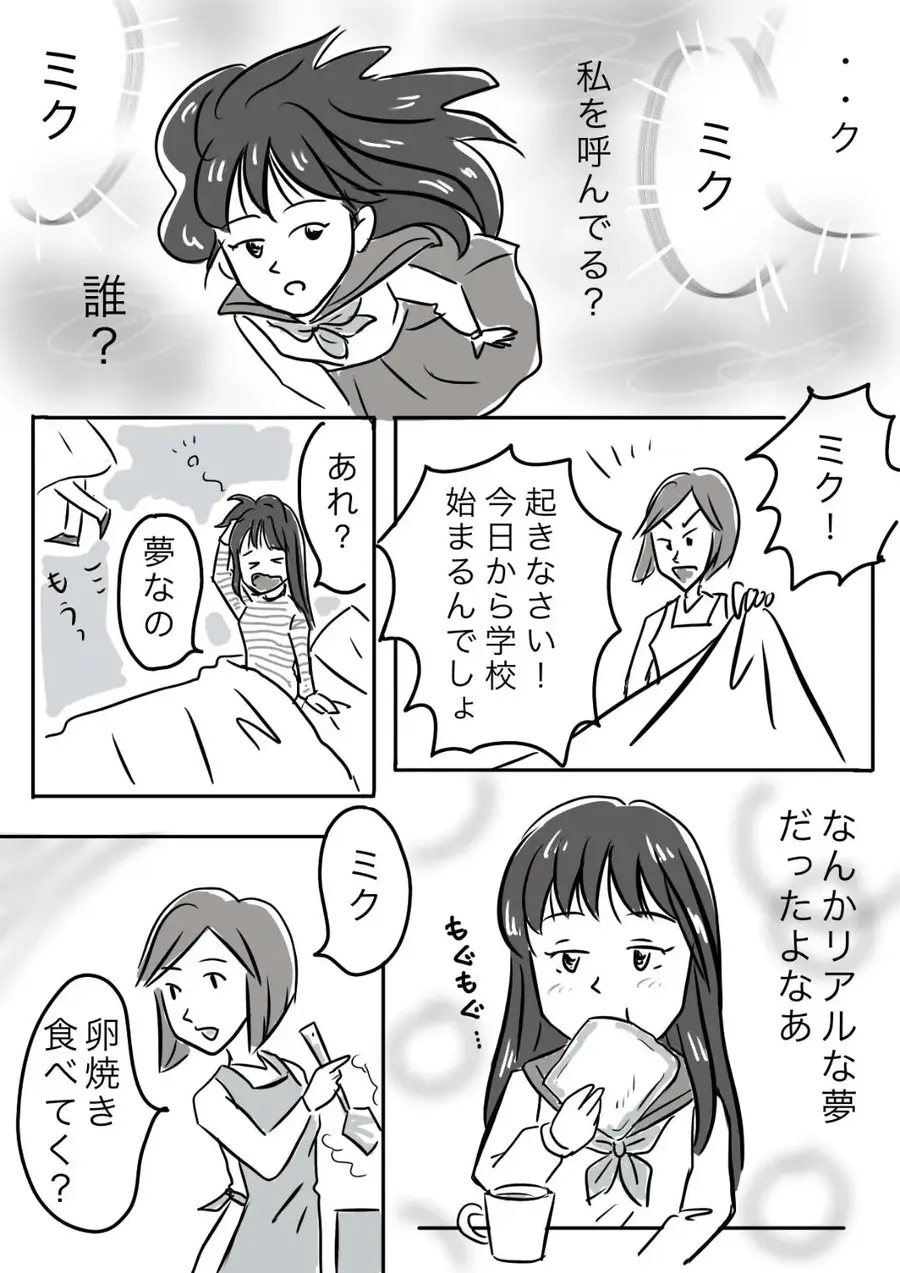 ・・ク
ミク
私を呼んでる？
ミク
誰？
ミク！
起きなさい！
今日から学校
始まるんでしょ
あれ？
夢なの
もうっ
なんかリアルな夢
だったよなあ
もぐもぐ…
ミク
卵焼き
食べてく？